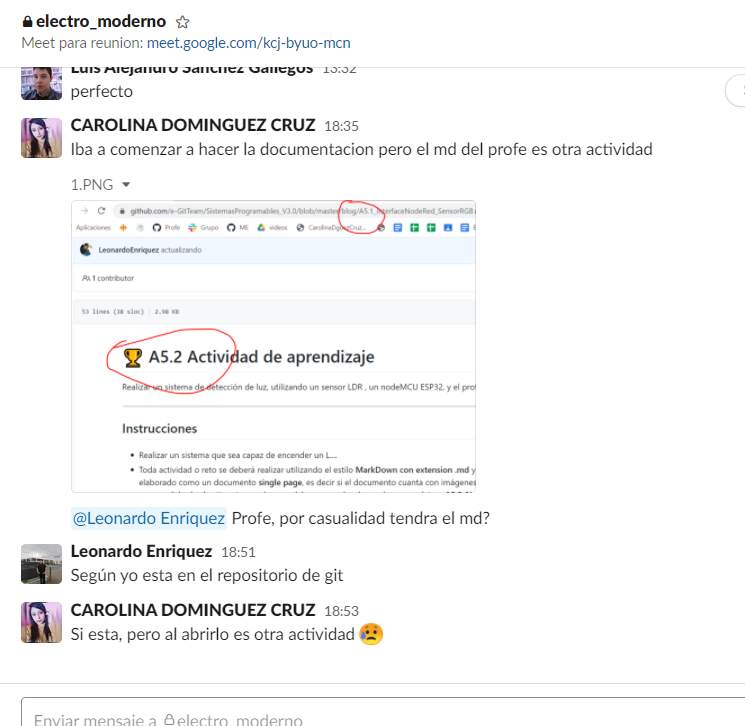 electro_moderno
Meet para reunion: meet.google.com/kcj-byuo-mcn
Luis Alejandro Sanchez Gallegos 13:32
perfecto
CAROLINA DOMINGUEZ CRUZ 18:35
Iba a comenzar a hacer la documentacion pero el md del profe es otra actividad
1.PNG
github.com/e-GitTeam/SistemasProgramables_V3.0/blob/master/blog/A5.1_InterfaceNodeRed_SensorRGB.
Aplicaciones Profe Grupo ME videos CarolinaDguezCruz...
LeonardoEnriquez actualizando
1 contributor
53 lines (38 sloc) 2.98 KB
A5.2 Actividad de aprendizaje
Realizar un sistema de detección de luz, utilizando un sensor LDR , un nodeMCU ESP32, y el prot
Instrucciones
Realizar un sistema que sea capaz de encender un L...
Toda actividad o reto se deberá realizar utilizando el estilo MarkDown con extension .md y
elaborado como un documento single page, es decir si el documento cuanta con imágenes
@Leonardo Enriquez Profe, por casualidad tendra el md?
Leonardo Enriquez 18:51
Según yo esta en el repositorio de git
CAROLINA DOMINGUEZ CRUZ 18:53
Si esta, pero al abrirlo es otra actividad
Enviar mensaje a electro_moderno